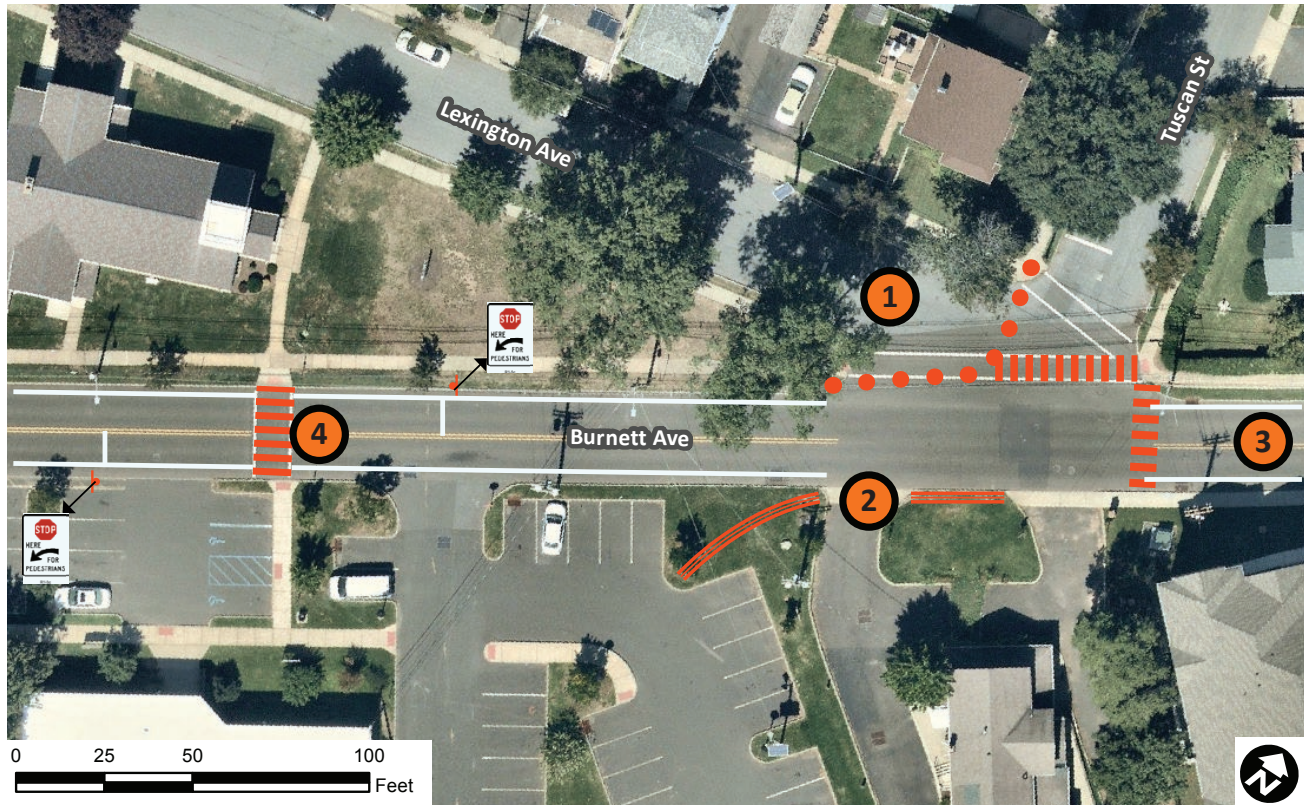 Lexington Ave
Tuscan St
1
STOP
HERE
FOR
PEDESTRIANS
4
Burnett Ave
3
2
STOP
HERE
FOR
PEDESTRIANS
0 25 50 100
Feet
N